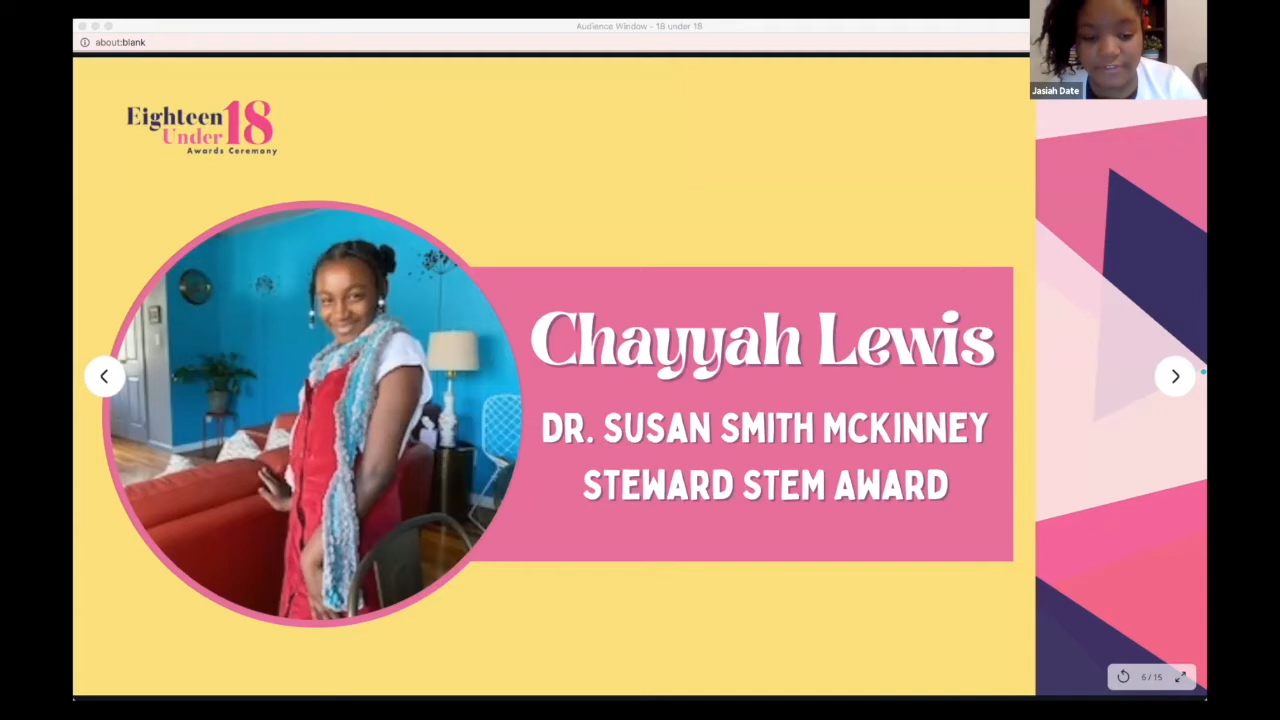 Audience Window - 18 under 18
about:blank
Jasiah Date
Eighteen
Under 18
Awards Ceremony
Chayyah Lewis
DR. SUSAN SMITH MCKINNEY
STEWARD STEM AWARD
6 / 15